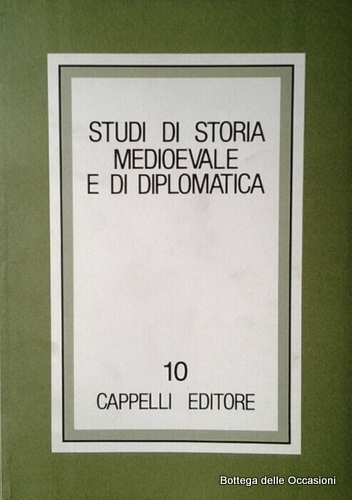 STUDI DI STORIA
MEDIOEVALE
E DI DIPLOMATICA
10
CAPPELLI EDITORE
Bottega delle Occasioni